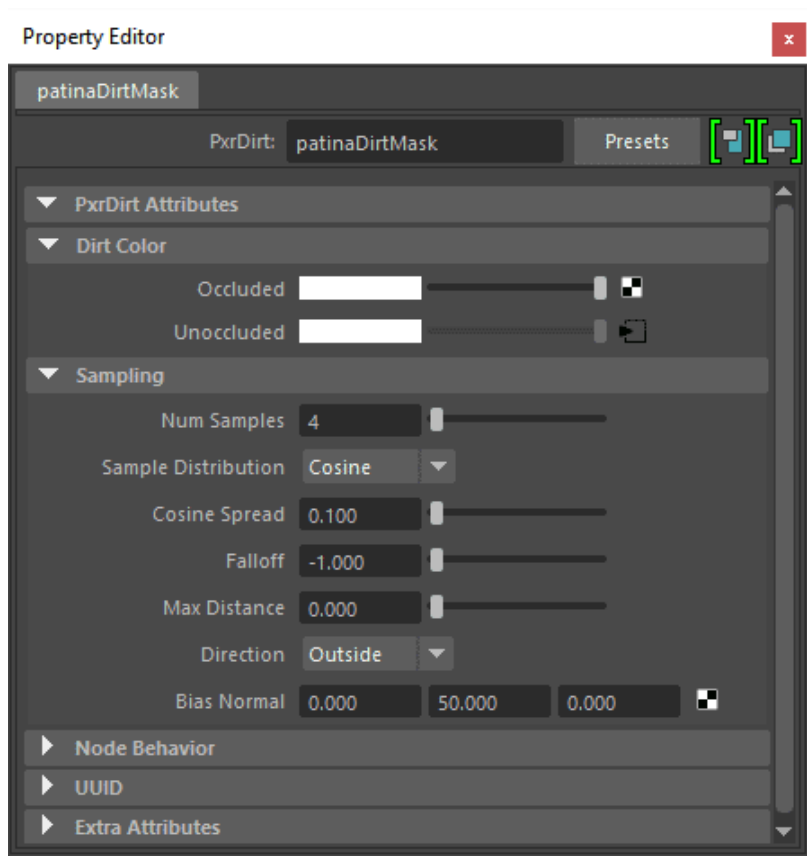 Property Editor
x
patinaDirtMask
PxrDirt: patinaDirtMask Presets
PxrDirt Attributes
Dirt Color
Occluded
Unoccluded
Sampling
Num Samples 4
Sample Distribution Cosine
Cosine Spread 0.100
Falloff -1.000
Max Distance 0.000
Direction Outside
Bias Normal 0.000 50.000 0.000
Node Behavior
UUID
Extra Attributes